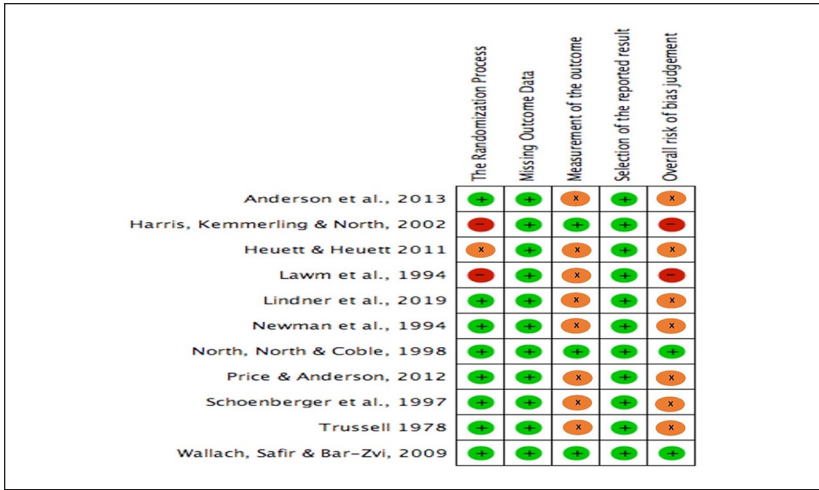 The Randomization Process
Missing Outcome Data
Measurement of the outcome
Selection of the reported result
Overall risk of bias judgement
Anderson et al., 2013 + + x + x
Harris, Kemmerling & North, 2002 − + + + −
Heuett & Heuett 2011 x + x + x
Lawm et al., 1994 − + x + −
Lindner et al., 2019 + + x + x
Newman et al., 1994 + + x + x
North, North & Coble, 1998 + + + + +
Price & Anderson, 2012 + + x + x
Schoenberger et al., 1997 + + x + x
Trussell 1978 + + x + x
Wallach, Safir & Bar-Zvi, 2009 + + + + +